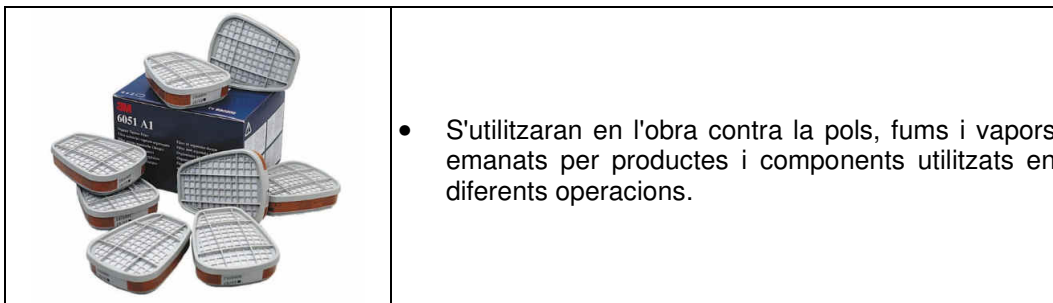 3M
6051 A1
• S'utilitzaran en l'obra contra la pols, fums i vapors
emanats per productes i components utilitzats en
diferents operacions.